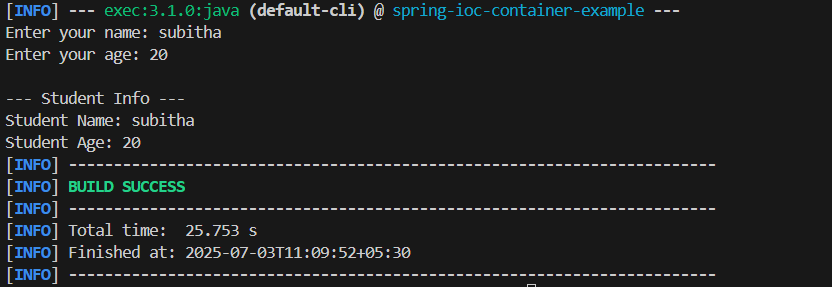 [INFO] --- exec:3.1.0:java (default-cli) @ spring-ioc-container-example ---
Enter your name: subitha
Enter your age: 20
--- Student Info ---
Student Name: subitha
Student Age: 20
[INFO] ------------------------------------------------------------------------
[INFO] BUILD SUCCESS
[INFO] ------------------------------------------------------------------------
[INFO] Total time:  25.753 s
[INFO] Finished at: 2025-07-03T11:09:52+05:30
[INFO] ------------------------------------------------------------------------